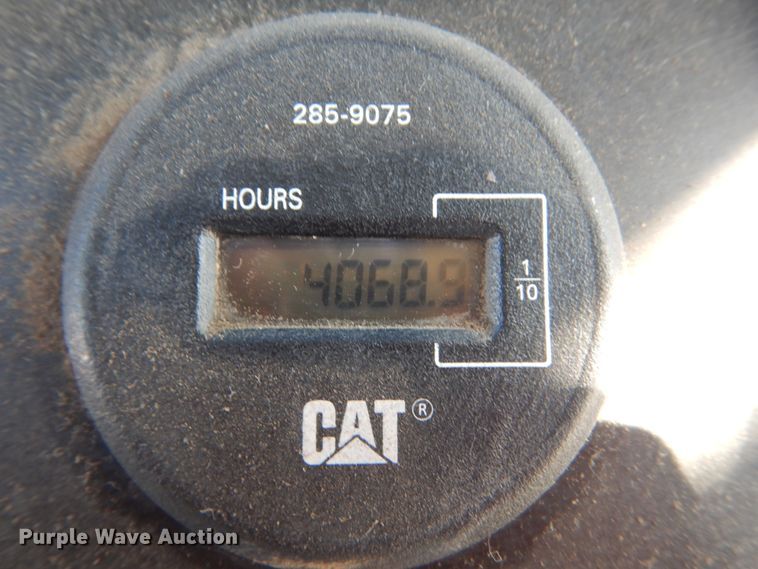 285-9075
HOURS
4068.9
1/10
CAT®
Purple Wave Auction®